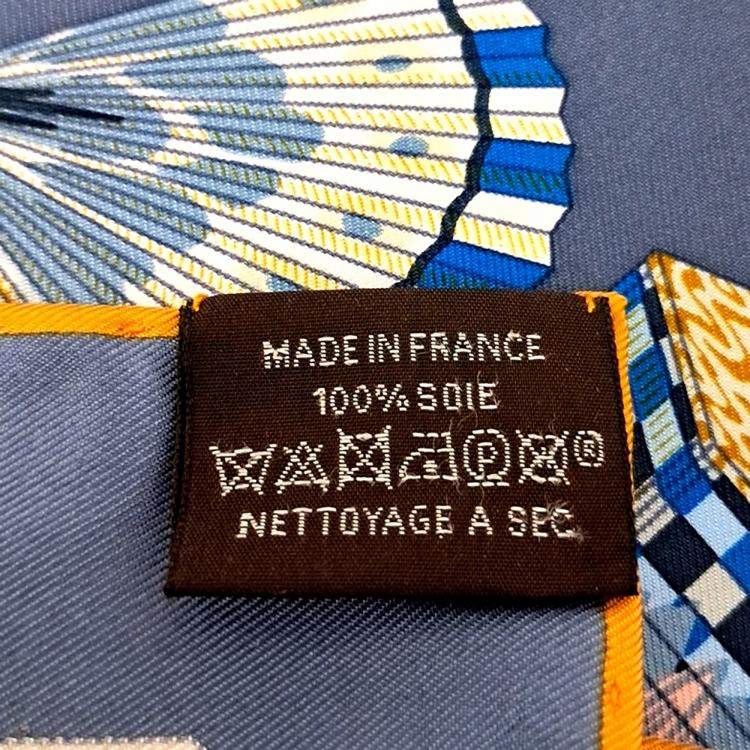 MADE IN FRANCE
100% SOIE
P ®
NETTOYAGE A SEC